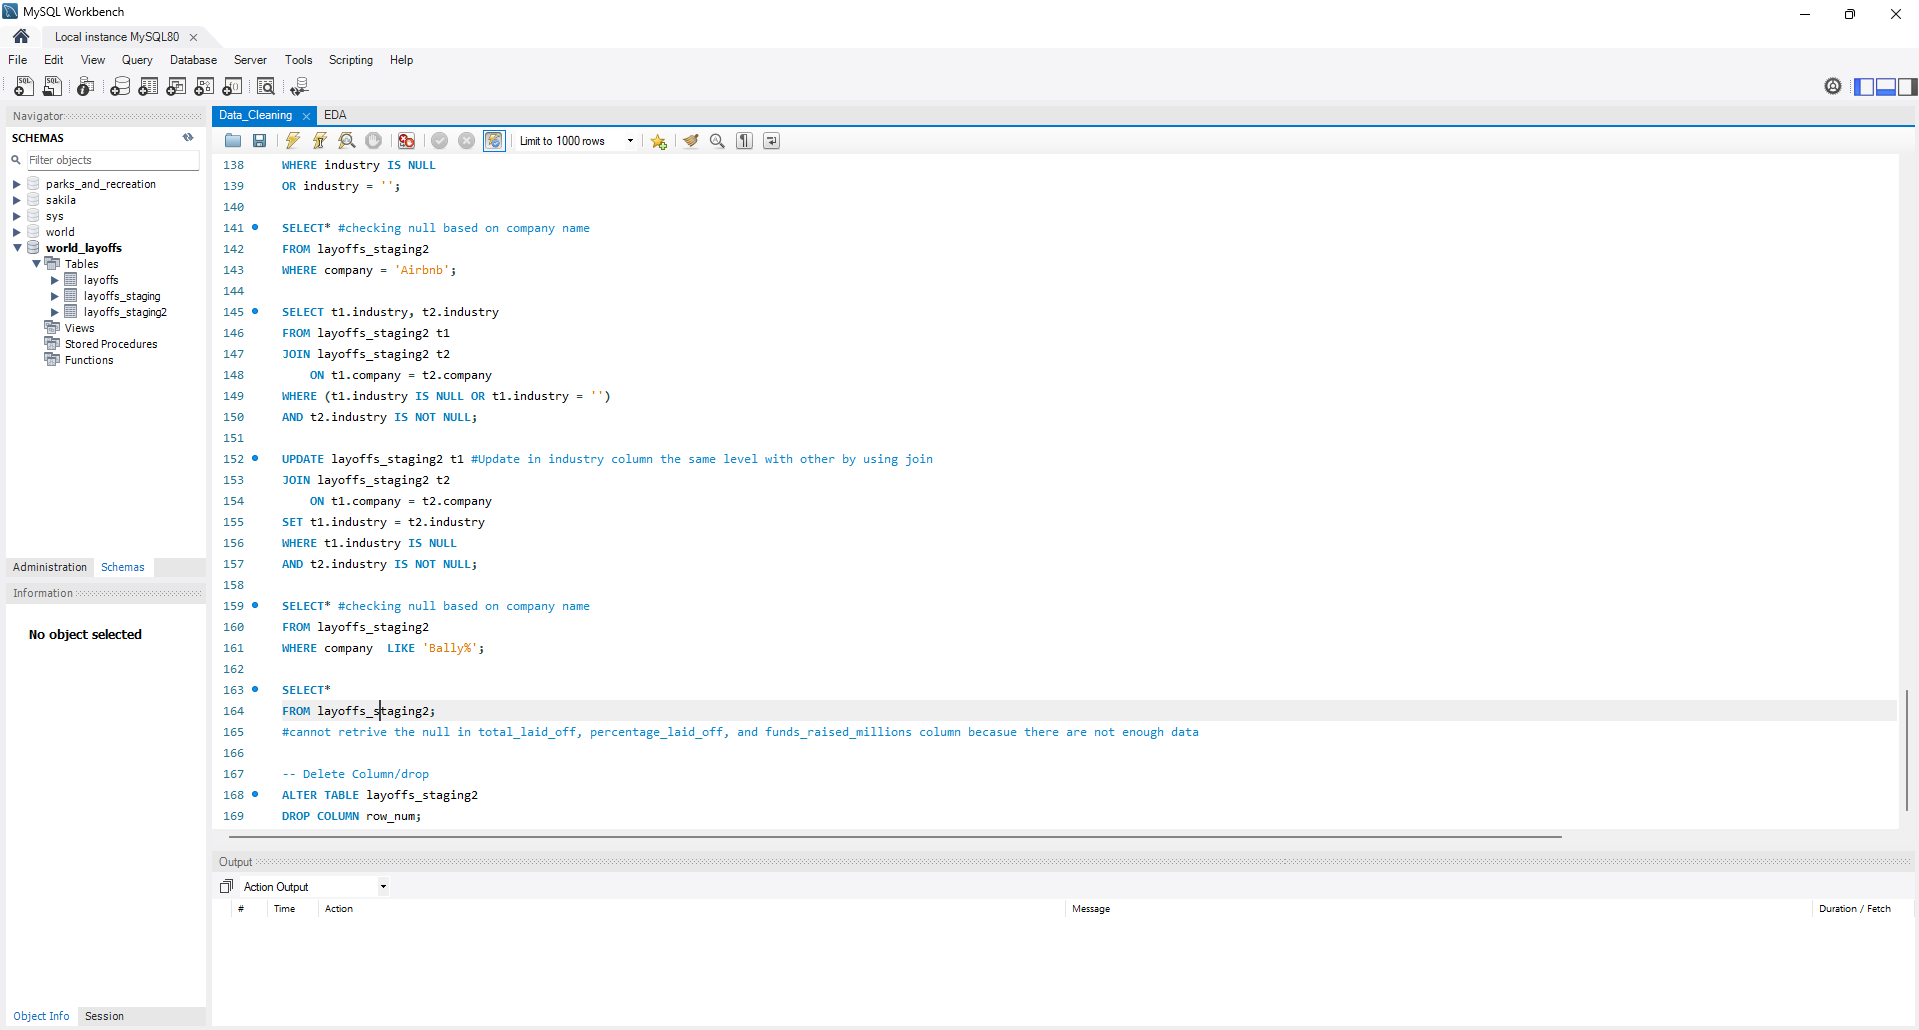 MySQL Workbench
Local instance MySQL80
File Edit View Query Database Server Tools Scripting Help
Navigator
SCHEMAS
Filter objects
parks_and_recreation
sakila
sys
world
world_layoffs
Tables
layoffs
layoffs_staging
layoffs_staging2
Views
Stored Procedures
Functions
Administration Schemas
Information
No object selected
Object Info Session
Data_Cleaning EDA
Limit to 1000 rows
138 WHERE industry IS NULL
139 OR industry = '';
140
141 SELECT* #checking null based on company name
142 FROM layoffs_staging2
143 WHERE company = 'Airbnb';
144
145 SELECT t1.industry, t2.industry
146 FROM layoffs_staging2 t1
147 JOIN layoffs_staging2 t2
148 ON t1.company = t2.company
149 WHERE (t1.industry IS NULL OR t1.industry = '')
150 AND t2.industry IS NOT NULL;
151
152 UPDATE layoffs_staging2 t1 #Update in industry column the same level with other by using join
153 JOIN layoffs_staging2 t2
154 ON t1.company = t2.company
155 SET t1.industry = t2.industry
156 WHERE t1.industry IS NULL
157 AND t2.industry IS NOT NULL;
158
159 SELECT* #checking null based on company name
160 FROM layoffs_staging2
161 WHERE company  LIKE 'Bally%';
162
163 SELECT*
164 FROM layoffs_staging2;
165 #cannot retrive the null in total_laid_off, percentage_laid_off, and funds_raised_millions column becasue there are not enough data
166
167 -- Delete Column/drop
168 ALTER TABLE layoffs_staging2
169 DROP COLUMN row_num;
Output
Action Output
# Time Action Message Duration / Fetch